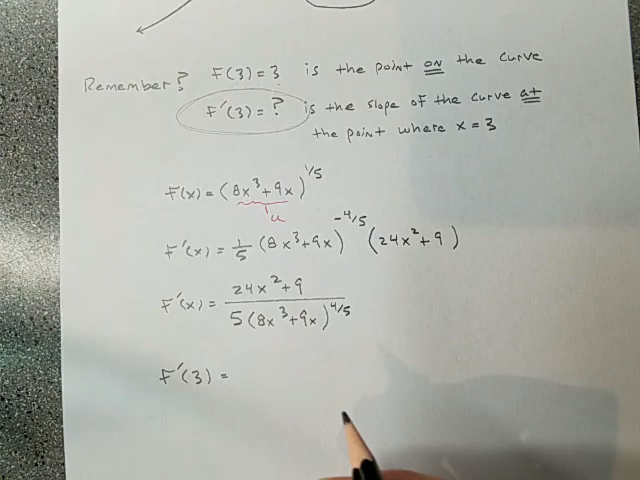 Remember? F(3) = 3 is the point on the curve
F'(3) = ? is the slope of the curve at
the point where x = 3
F(x) = (8x³+9x)^1/5
u
F'(x) = 1/5 (8x³+9x)^-4/5 (24x²+9)
F'(x) = 24x²+9 / 5(8x³+9x)^4/5
F'(3) =